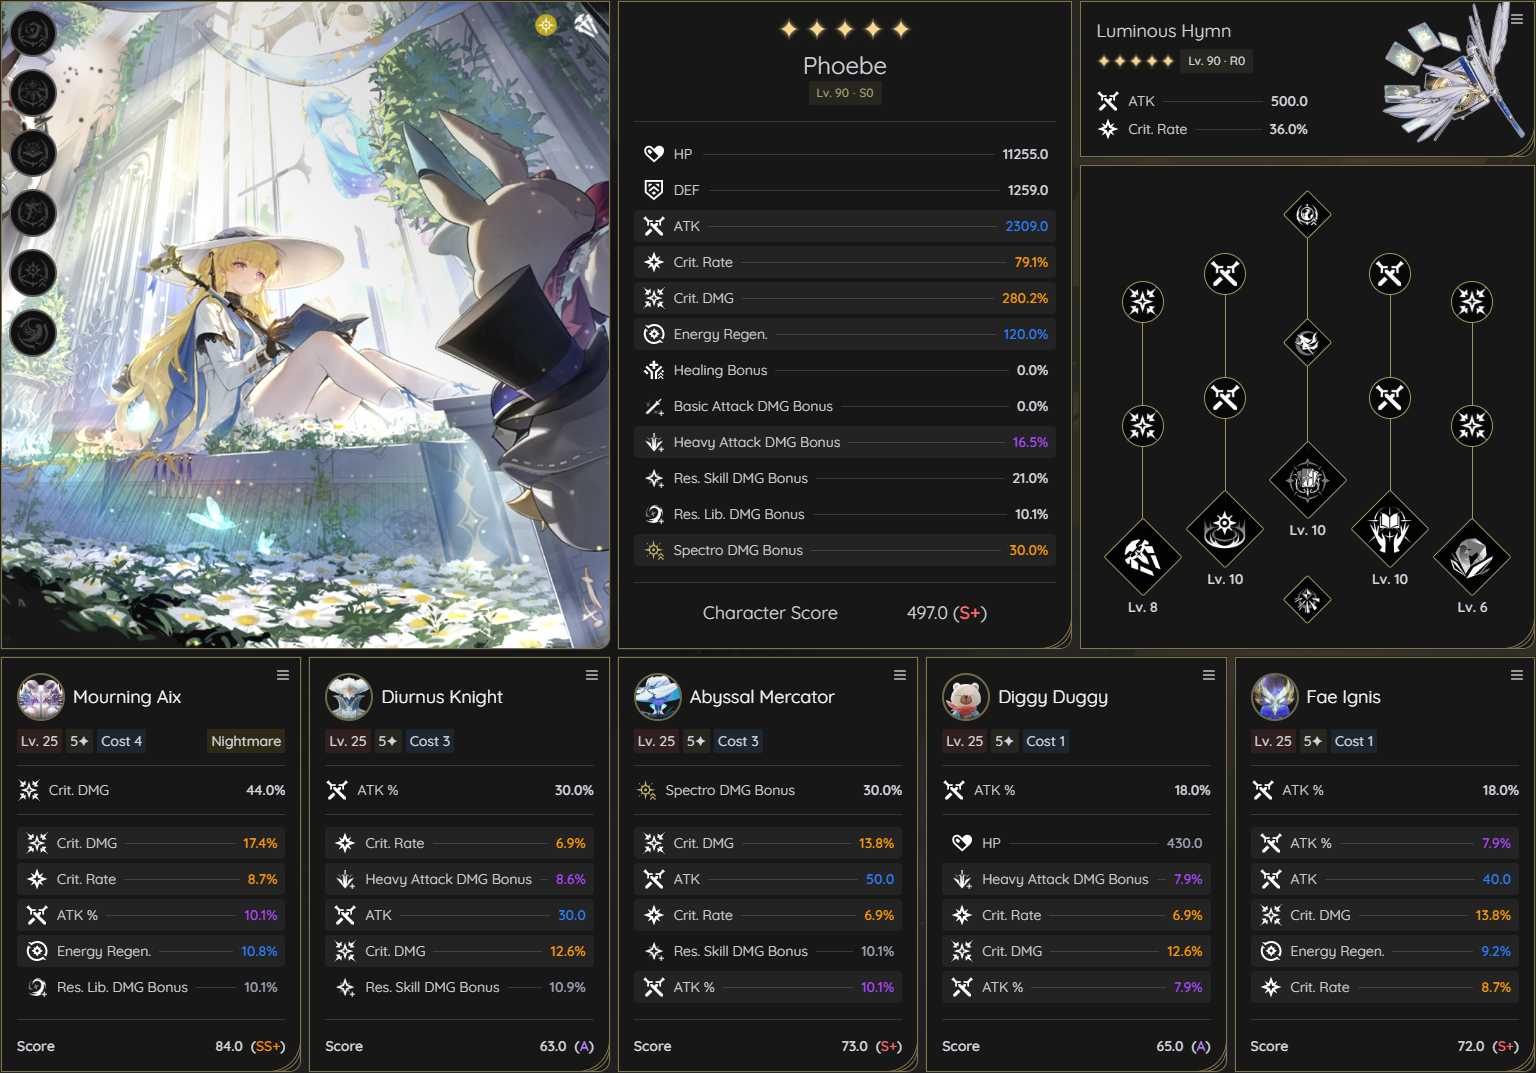 Phoebe
Lv. 90 · S0
HP 11255.0
DEF 1259.0
ATK 2309.0
Crit. Rate 79.1%
Crit. DMG 280.2%
Energy Regen. 120.0%
Healing Bonus 0.0%
Basic Attack DMG Bonus 0.0%
Heavy Attack DMG Bonus 16.5%
Res. Skill DMG Bonus 21.0%
Res. Lib. DMG Bonus 10.1%
Spectro DMG Bonus 30.0%
Character Score 497.0 (S+)
Luminous Hymn
Lv. 90 · R0
ATK 500.0
Crit. Rate 36.0%
Lv. 8
Lv. 10
Lv. 10
Lv. 10
Lv. 6
Mourning Aix
Lv. 25 5✦ Cost 4 Nightmare
Crit. DMG 44.0%
Crit. DMG 17.4%
Crit. Rate 8.7%
ATK % 10.1%
Energy Regen. 10.8%
Res. Lib. DMG Bonus 10.1%
Score 84.0 (SS+)
Diurnus Knight
Lv. 25 5✦ Cost 3
ATK % 30.0%
Crit. Rate 6.9%
Heavy Attack DMG Bonus 8.6%
ATK 30.0
Crit. DMG 12.6%
Res. Skill DMG Bonus 10.9%
Score 63.0 (A)
Abyssal Mercator
Lv. 25 5✦ Cost 3
Spectro DMG Bonus 30.0%
Crit. DMG 13.8%
ATK 50.0
Crit. Rate 6.9%
Res. Skill DMG Bonus 10.1%
ATK % 10.1%
Score 73.0 (S+)
Diggy Duggy
Lv. 25 5✦ Cost 1
ATK % 18.0%
HP 430.0
Heavy Attack DMG Bonus 7.9%
Crit. Rate 6.9%
Crit. DMG 12.6%
ATK % 7.9%
Score 65.0 (A)
Fae Ignis
Lv. 25 5✦ Cost 1
ATK % 18.0%
ATK % 7.9%
ATK 40.0
Crit. DMG 13.8%
Energy Regen. 9.2%
Crit. Rate 8.7%
Score 72.0 (S+)